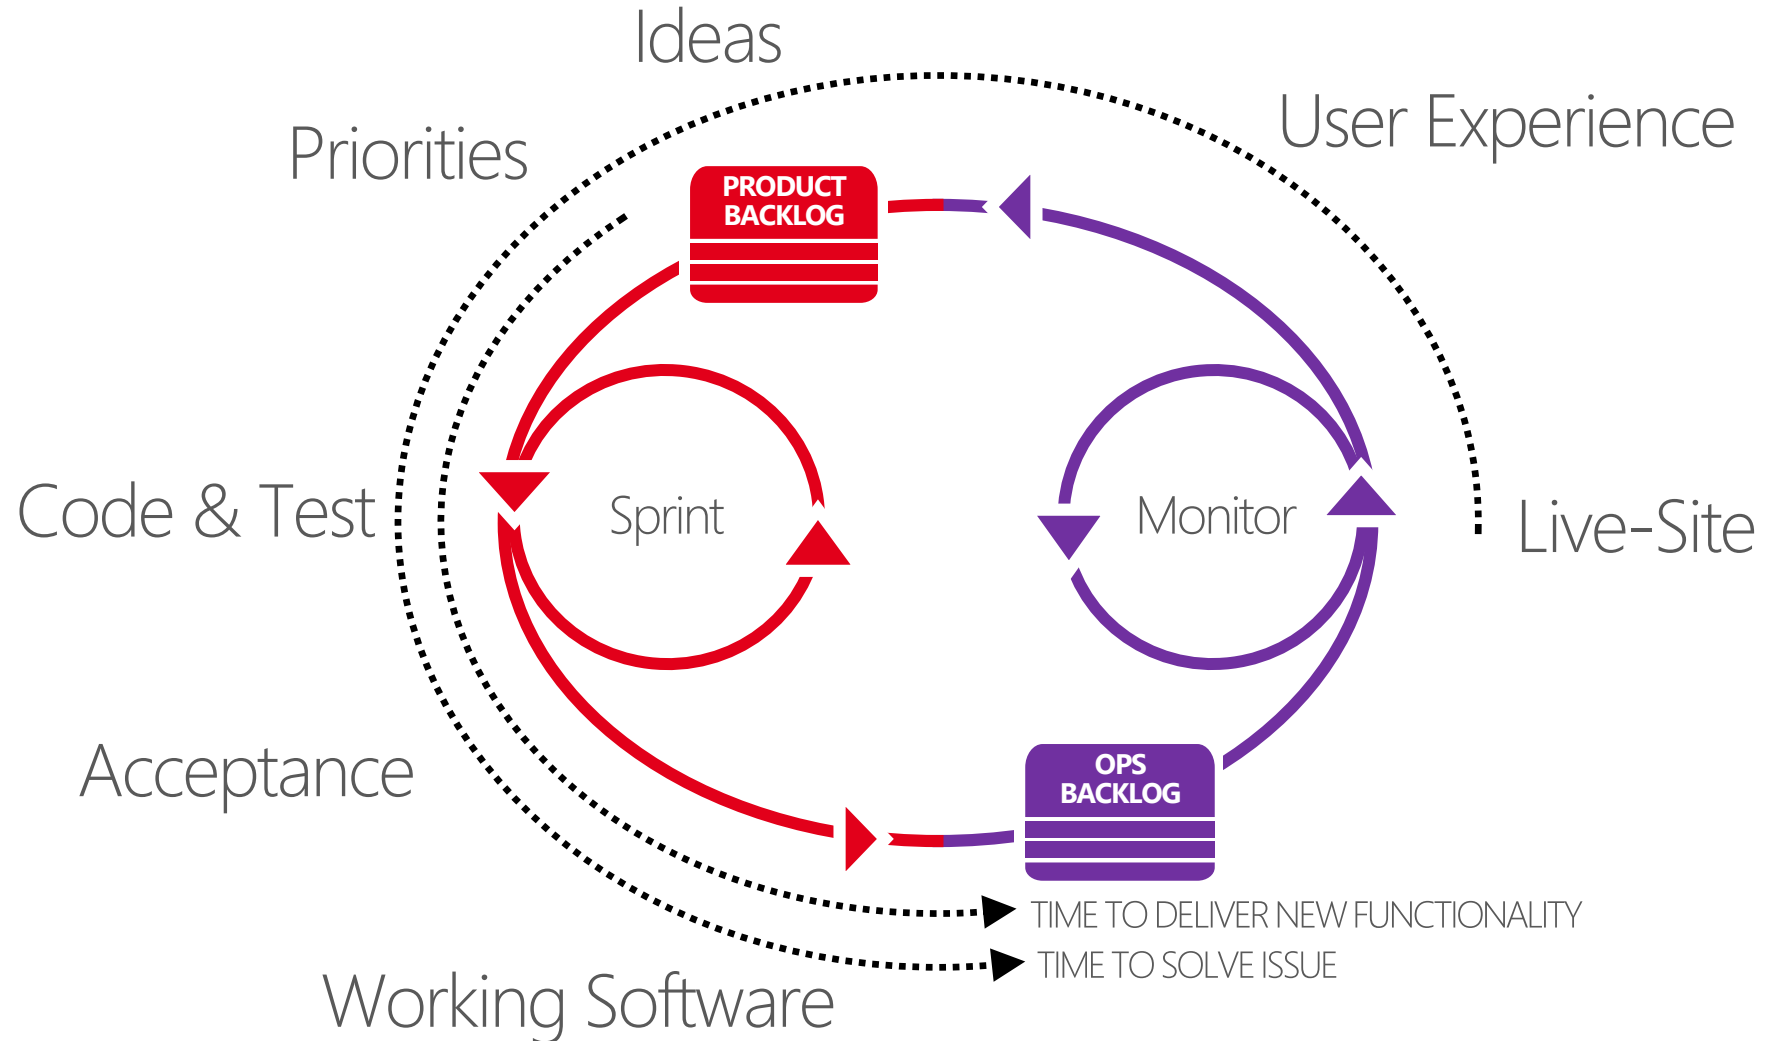 Ideas
User Experience
Priorities
PRODUCT
BACKLOG
Code & Test
Sprint
Monitor
Live-Site
Acceptance
OPS
BACKLOG
TIME TO DELIVER NEW FUNCTIONALITY
TIME TO SOLVE ISSUE
Working Software